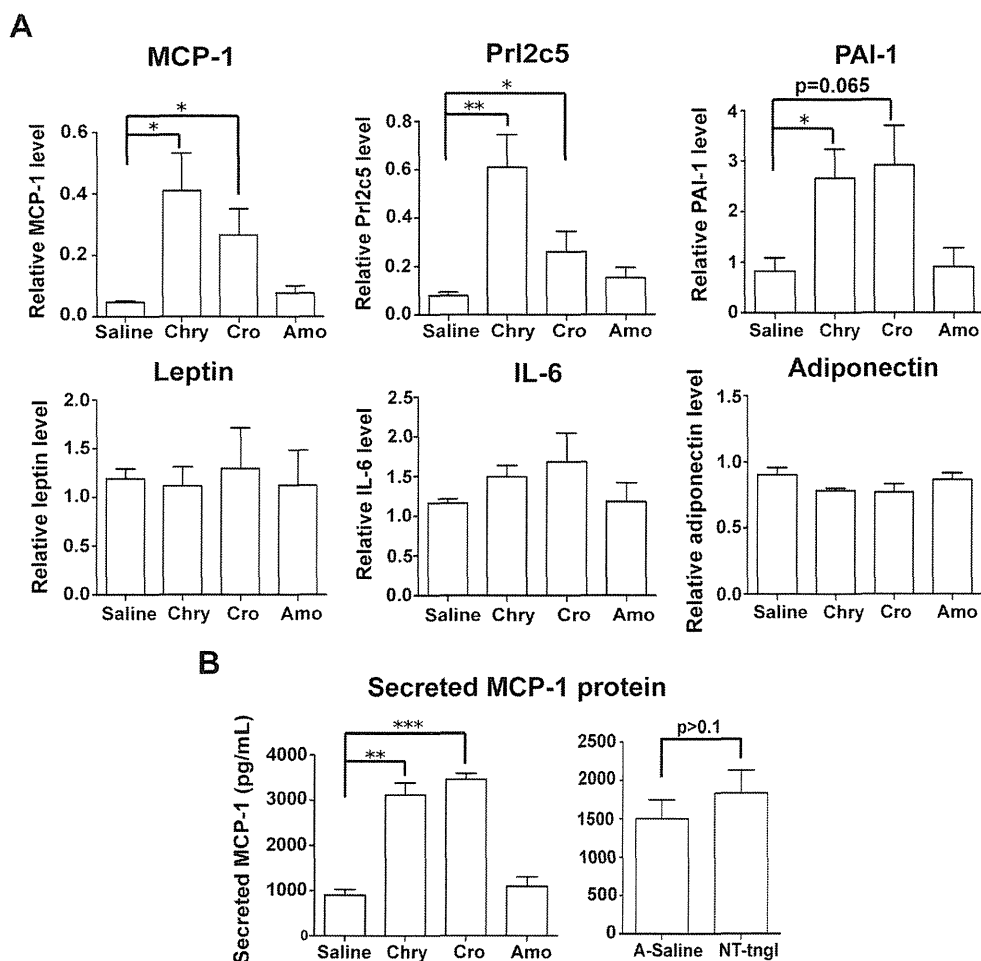 A
MCP-1
Relative MCP-1 level
0.6
0.4
0.2
0.0
*
*
Saline Chry Cro Amo
Prl2c5
Relative Prl2c5 level
0.8
0.6
0.4
0.2
0.0
*
**
Saline Chry Cro Amo
PAI-1
Relative PAI-1 level
4
3
2
1
0
p=0.065
*
Saline Chry Cro Amo
Leptin
Relative leptin level
2.0
1.5
1.0
0.5
0.0
Saline Chry Cro Amo
IL-6
Relative IL-6 level
2.5
2.0
1.5
1.0
0.5
0.0
Saline Chry Cro Amo
Adiponectin
Relative adiponectin level
1.5
1.0
0.5
0.0
Saline Chry Cro Amo
B
Secreted MCP-1 protein
Secreted MCP-1 (pg/mL)
4000
3000
2000
1000
0
***
**
Saline Chry Cro Amo
2500
2000
1500
1000
500
0
p>0.1
A-Saline NT-tngl